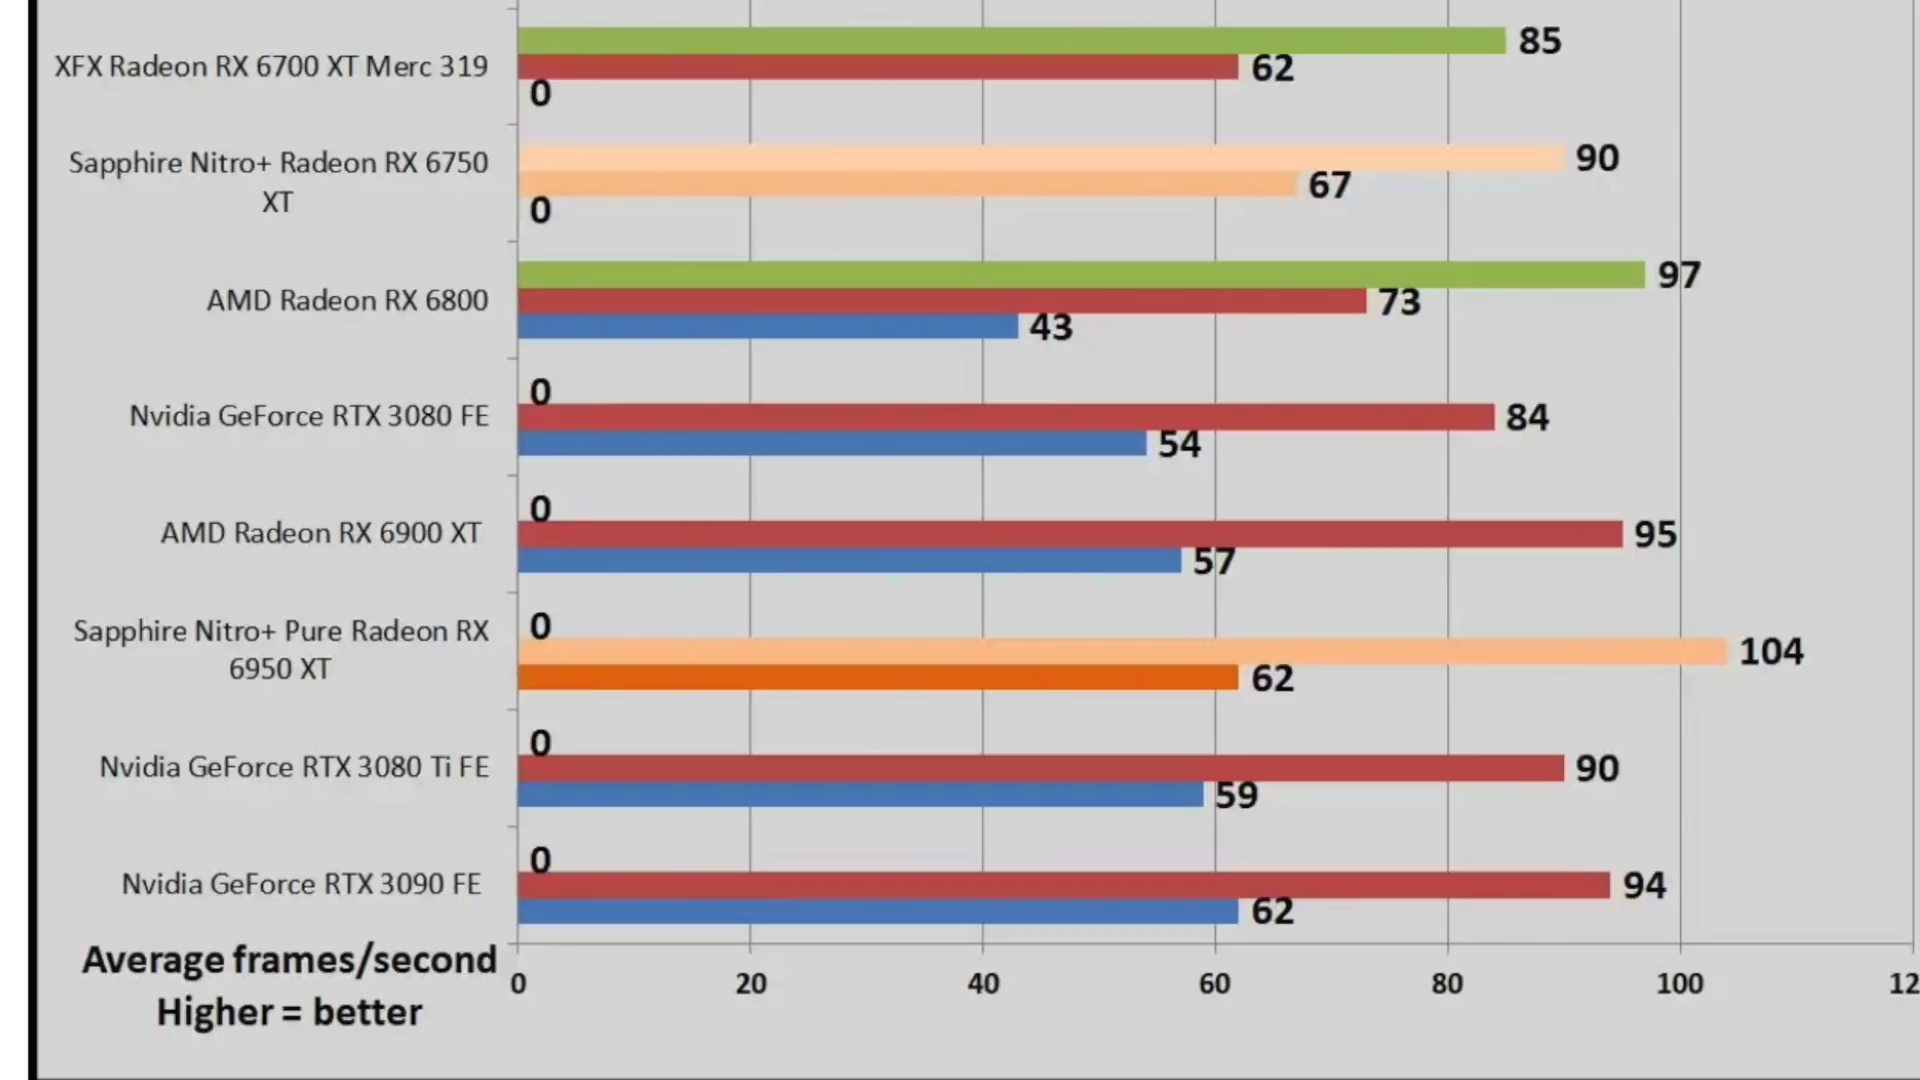 85
XFX Radeon RX 6700 XT Merc 319
62
0
90
Sapphire Nitro+ Radeon RX 6750
XT
67
0
97
AMD Radeon RX 6800
73
43
0
Nvidia GeForce RTX 3080 FE
84
54
0
AMD Radeon RX 6900 XT
95
57
0
Sapphire Nitro+ Pure Radeon RX
6950 XT
104
62
0
Nvidia GeForce RTX 3080 Ti FE
90
59
0
Nvidia GeForce RTX 3090 FE
94
62
Average frames/second
Higher = better
0 20 40 60 80 100 12